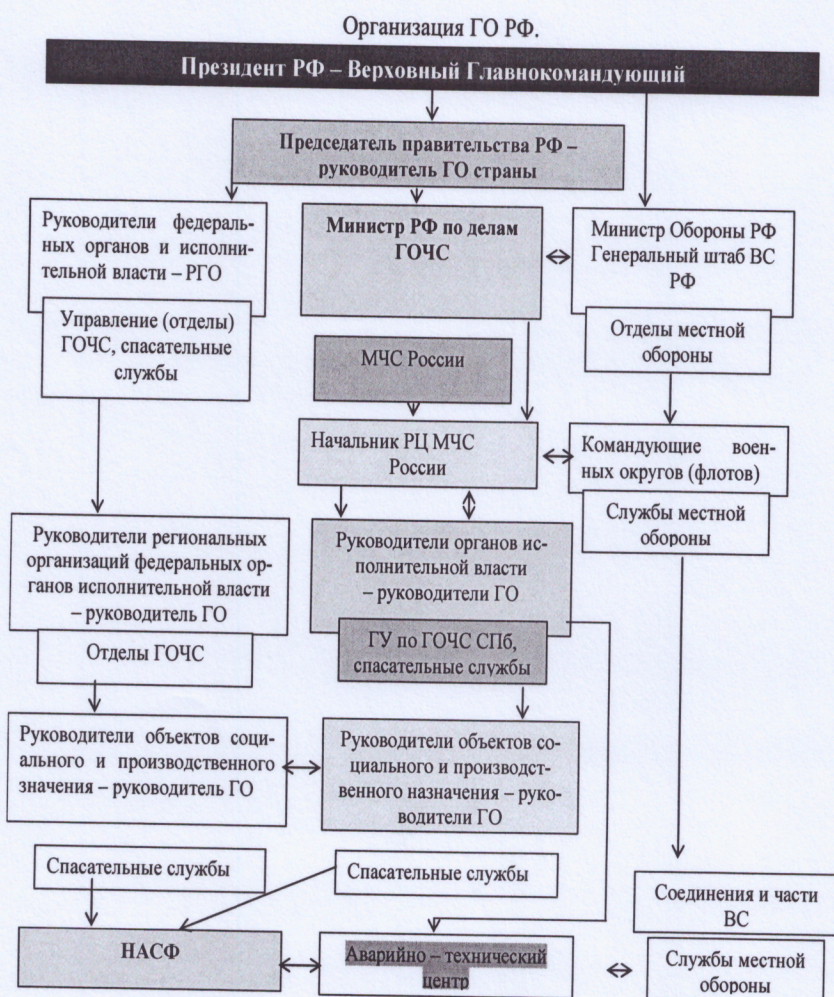 Организация ГО РФ.
Президент РФ – Верховный Главнокомандующий
Председатель правительства РФ –
руководитель ГО страны
Руководители федераль-
ных органов и исполни-
тельной власти – РГО
Министр РФ по делам
ГОЧС
Министр Обороны РФ
Генеральный штаб ВС
РФ
Управление (отделы)
ГОЧС, спасательные
службы
МЧС России
Отделы местной
обороны
Начальник РЦ МЧС
России
Командующие воен-
ных округов (флотов)
Службы местной
обороны
Руководители региональных
организаций федеральных ор-
ганов исполнительной власти
– руководитель ГО
Руководители органов ис-
полнительной власти
– руководители ГО
Отделы ГОЧС
ГУ по ГОЧС СПб,
спасательные службы
Руководители объектов соци-
ального и производственного
значения – руководитель ГО
Руководители объектов со-
циального и производст-
венного назначения – руко-
водители ГО
Спасательные службы
Спасательные службы
Соединения и части
ВС
НАСФ
Аварийно – технический
центр
Службы местной
обороны